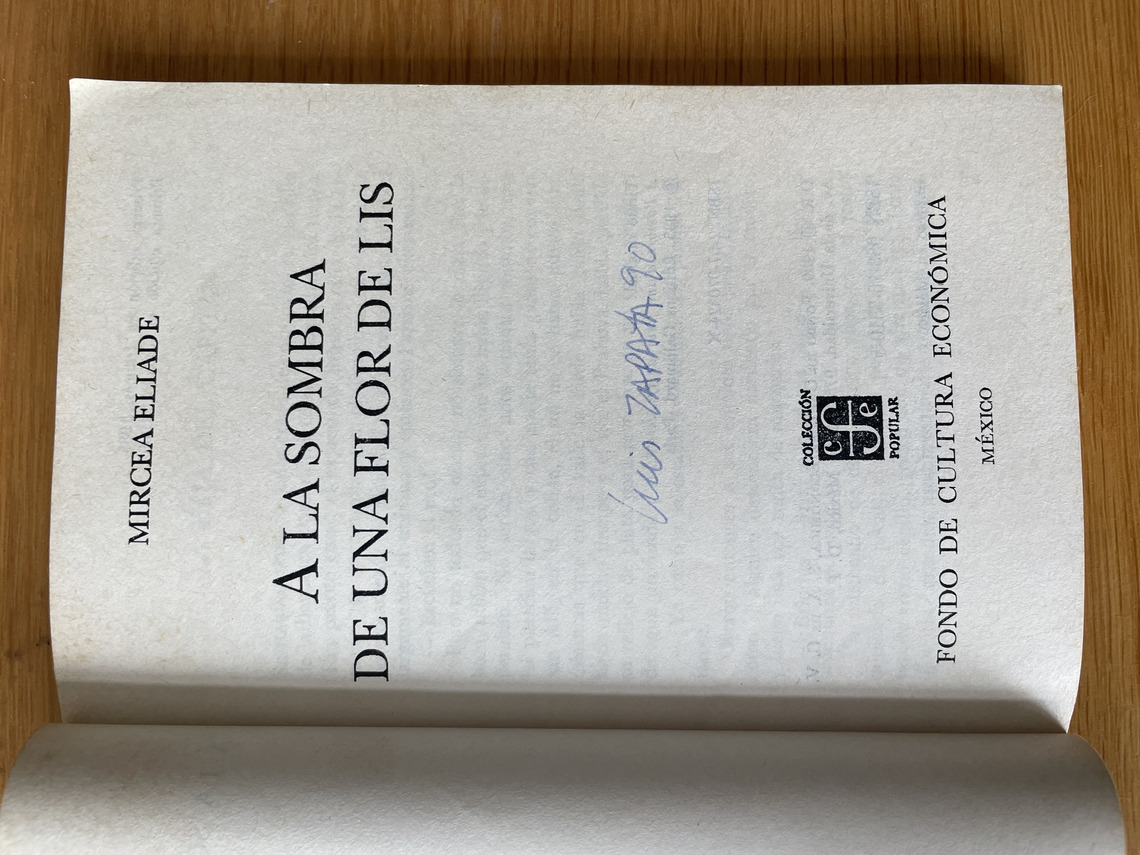 MIRCEA ELIADE
A LA SOMBRA
DE UNA FLOR DE LIS
Luis ZAPATA 90
COLECCIÓN
cfe
POPULAR
FONDO DE CULTURA ECONÓMICA
MÉXICO